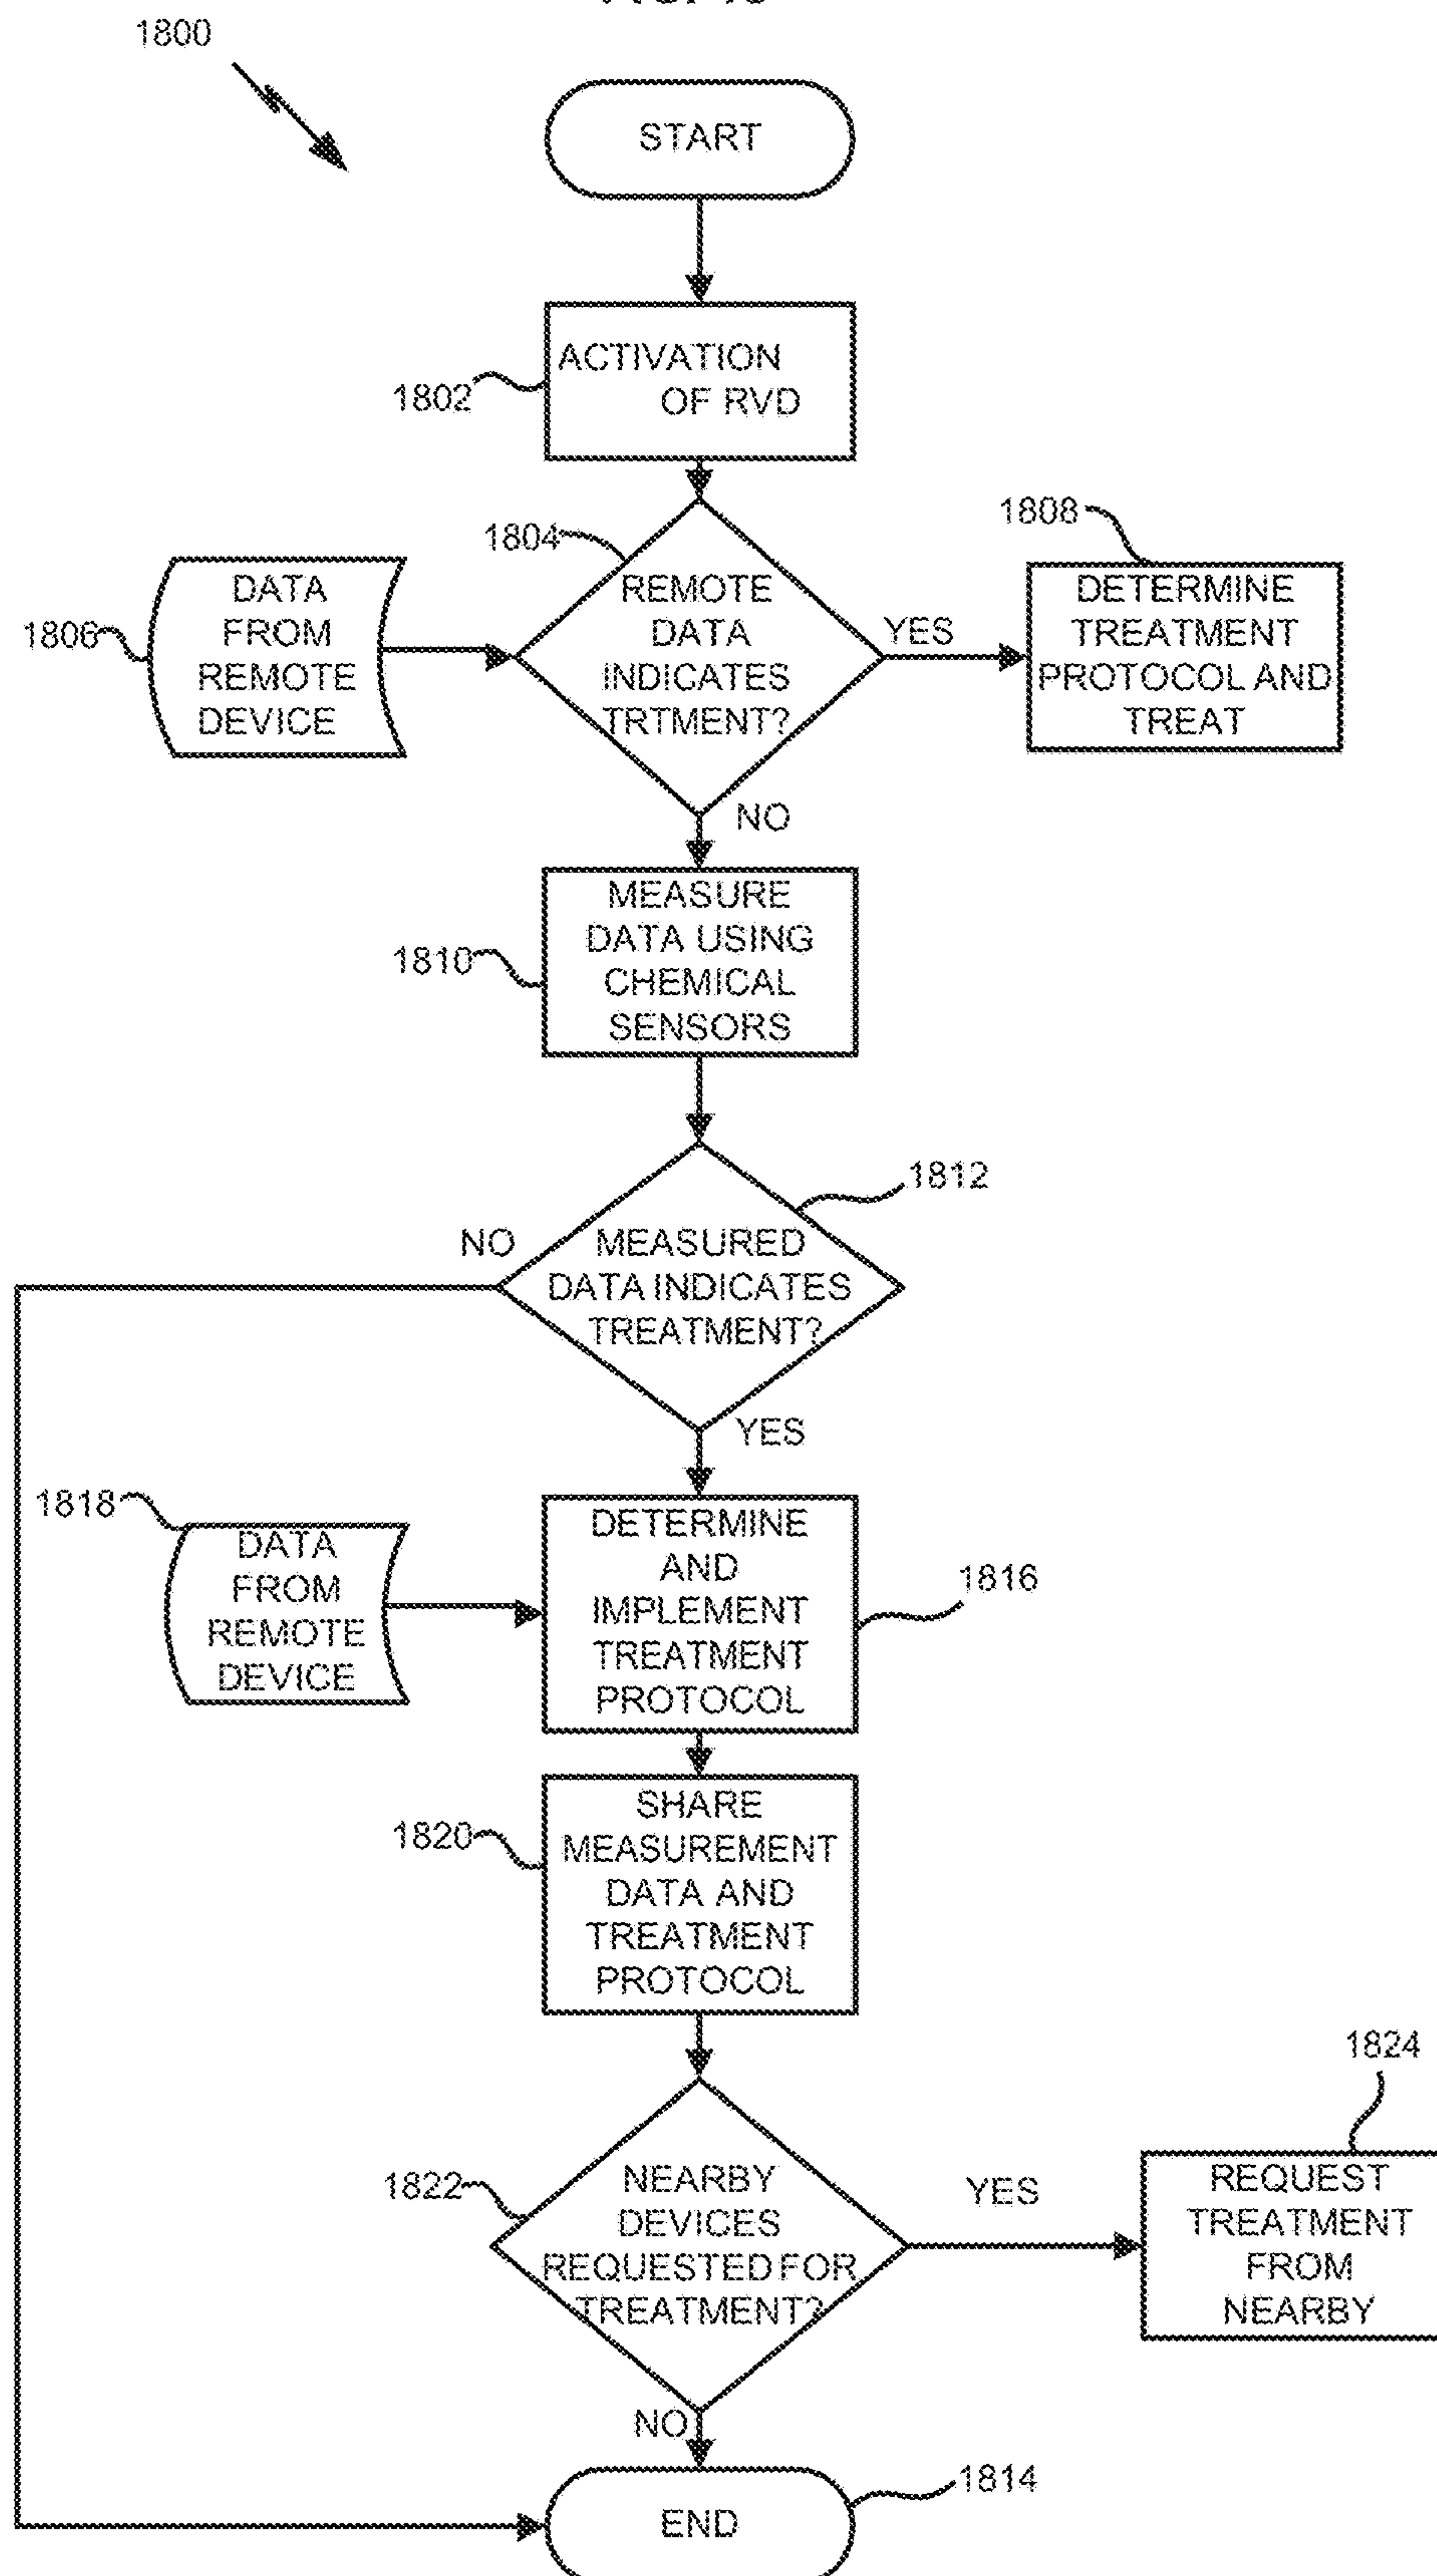 1800
START
ACTIVATION
OF RVD
1802
1804
REMOTE
DATA
INDICATES
TRTMENT?
1806
DATA
FROM
REMOTE
DEVICE
YES
1808
DETERMINE
TREATMENT
PROTOCOL AND
TREAT
NO
MEASURE
DATA USING
CHEMICAL
SENSORS
1810
1812
NO
MEASURED
DATA INDICATES
TREATMENT?
YES
1818
DATA
FROM
REMOTE
DEVICE
DETERMINE
AND
IMPLEMENT
TREATMENT
PROTOCOL
1816
SHARE
MEASUREMENT
DATA AND
TREATMENT
PROTOCOL
1820
1822
NEARBY
DEVICES
REQUESTED FOR
TREATMENT?
YES
1824
REQUEST
TREATMENT
FROM
NEARBY
NO
END
1814